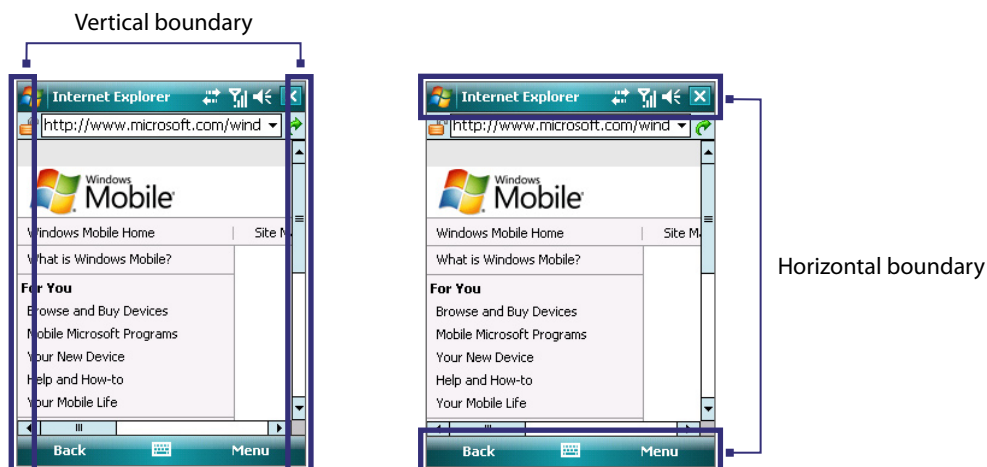 Vertical boundary
Internet Explorer
http://www.microsoft.com/wind
Windows
Mobile
Windows Mobile Home | Site M
What is Windows Mobile?
For You
Browse and Buy Devices
Mobile Microsoft Programs
Your New Device
Help and How-to
Your Mobile Life
Back Menu
Internet Explorer
http://www.microsoft.com/wind
Windows
Mobile
Windows Mobile Home | Site Ma
What is Windows Mobile?
For You
Browse and Buy Devices
Mobile Microsoft Programs
Your New Device
Help and How-to
Your Mobile Life
Back Menu
Horizontal boundary